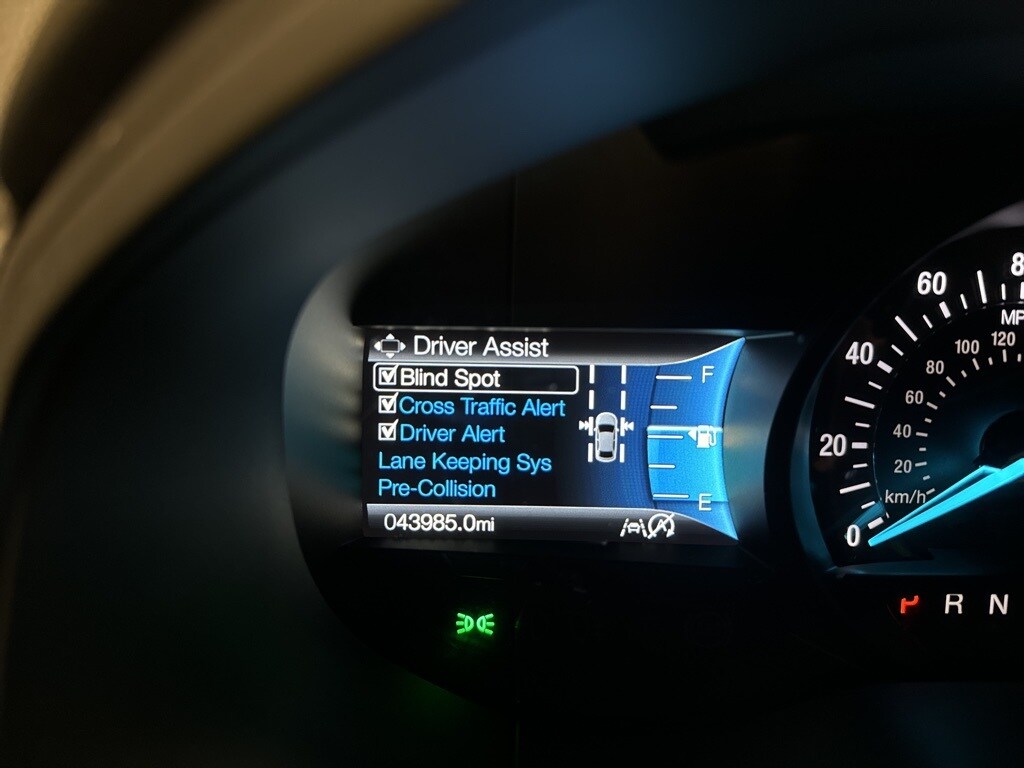 Driver Assist
Blind Spot
Cross Traffic Alert
Driver Alert
Lane Keeping Sys
Pre-Collision
043985.0mi
F
E
0
20
40
60
8
MP
20
40
60
80
100
120
km/h
P R N